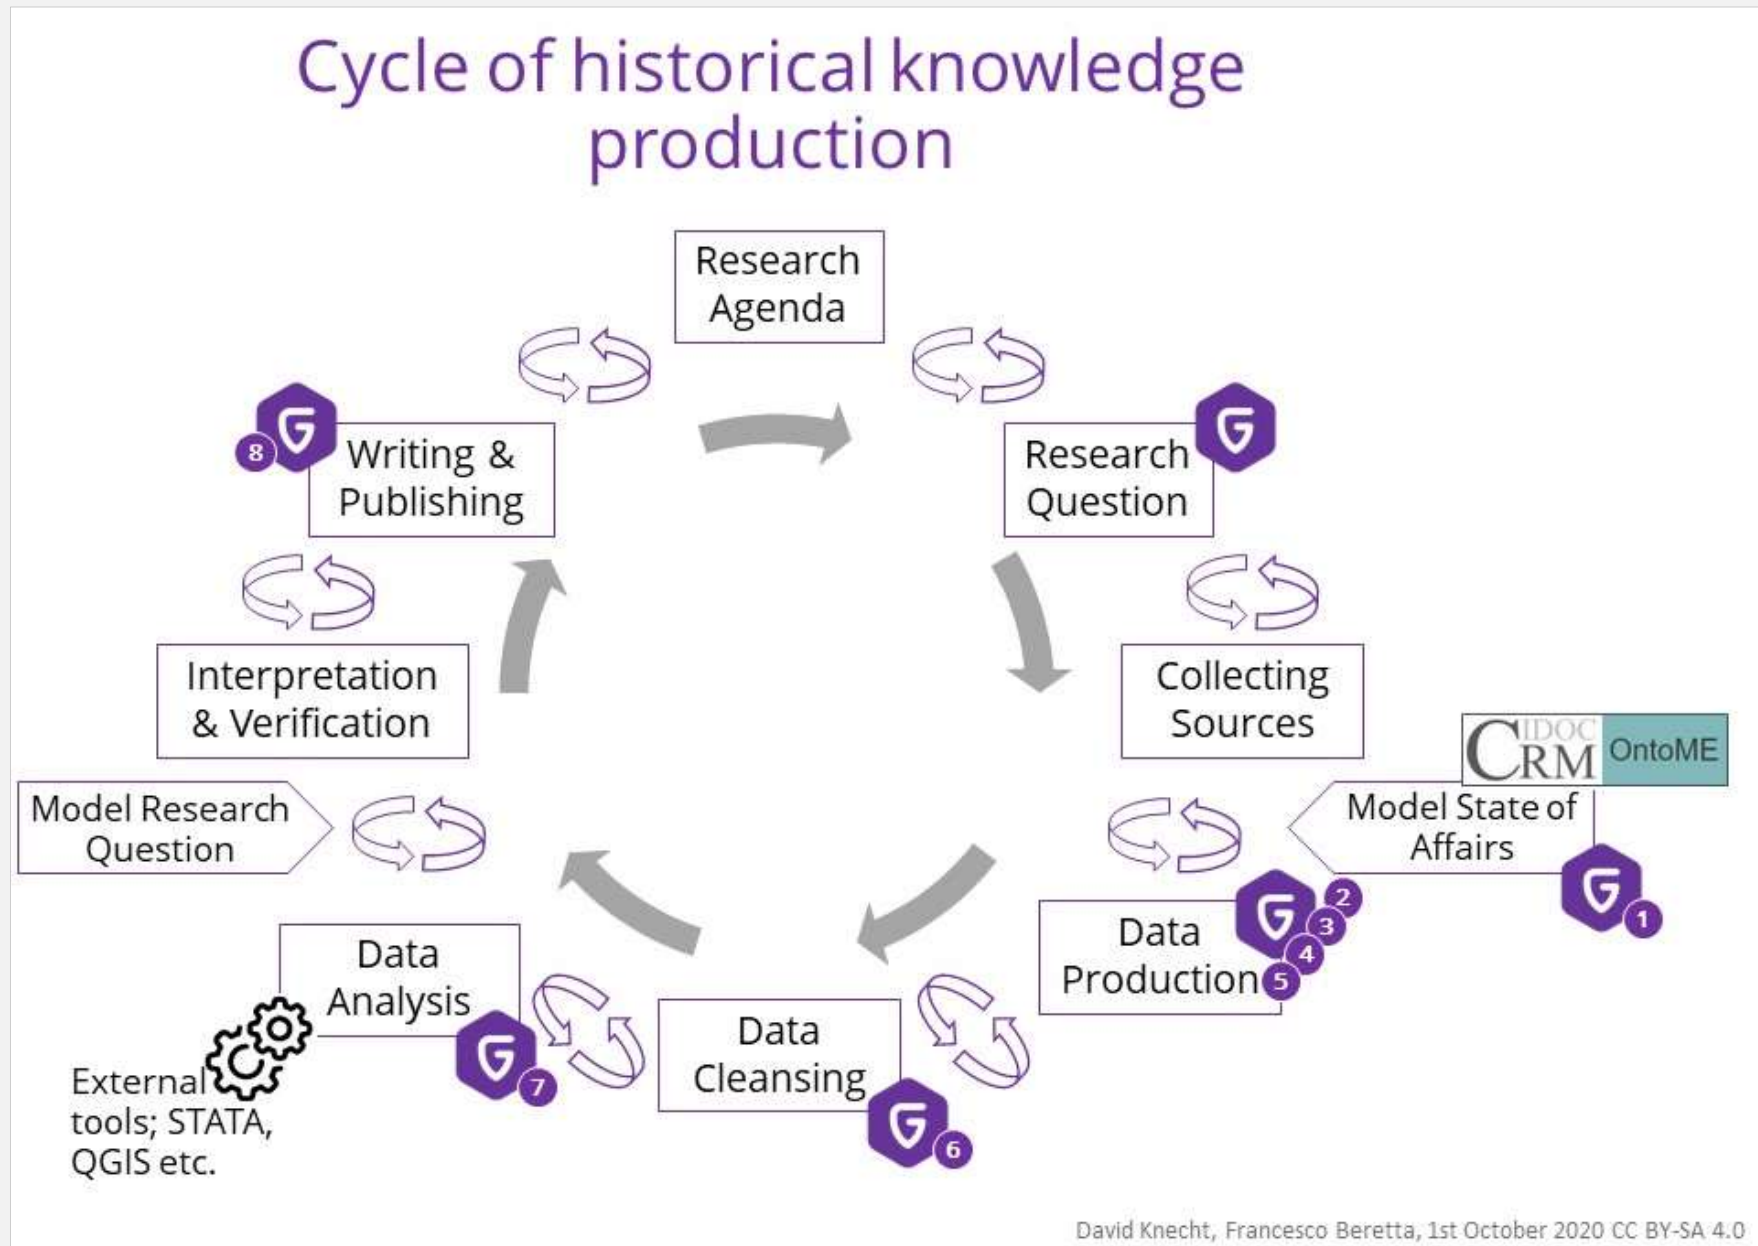 Cycle of historical knowledge
production
Research
Agenda
G
Research
Question
Collecting
Sources
CIDOC
CRM
OntoME
Model State of
Affairs
G
1
Data
Production
G
2
3
4
5
Data
Cleansing
G
6
Data
Analysis
G
7
External
tools; STATA,
QGIS etc.
Model Research
Question
Interpretation
& Verification
Writing &
Publishing
G
8
David Knecht, Francesco Beretta, 1st October 2020 CC BY-SA 4.0